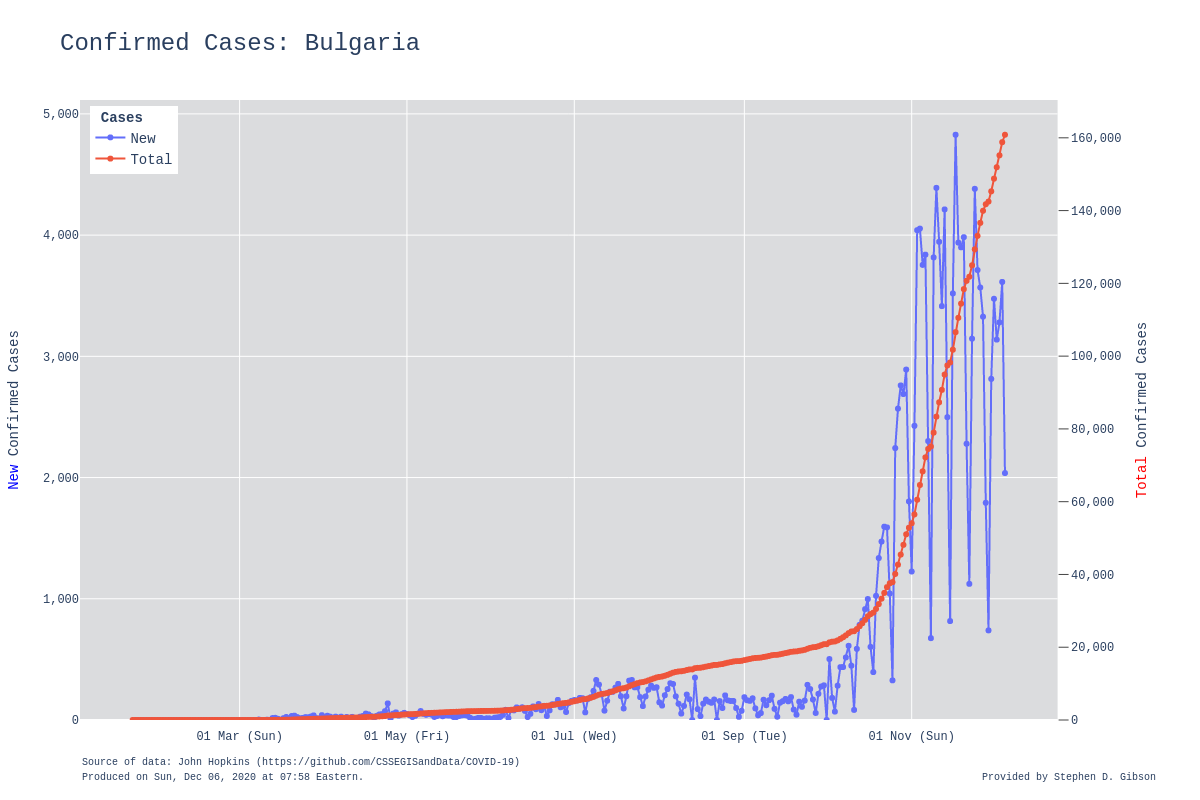 Confirmed Cases: Bulgaria
Cases
New
Total
5,000
4,000
3,000
2,000
1,000
0
160,000
140,000
120,000
100,000
80,000
60,000
40,000
20,000
0
New Confirmed Cases
Total Confirmed Cases
01 Mar (Sun) 01 May (Fri) 01 Jul (Wed) 01 Sep (Tue) 01 Nov (Sun)
Source of data: John Hopkins (https://github.com/CSSEGISandData/COVID-19)
Produced on Sun, Dec 06, 2020 at 07:58 Eastern.
Provided by Stephen D. Gibson